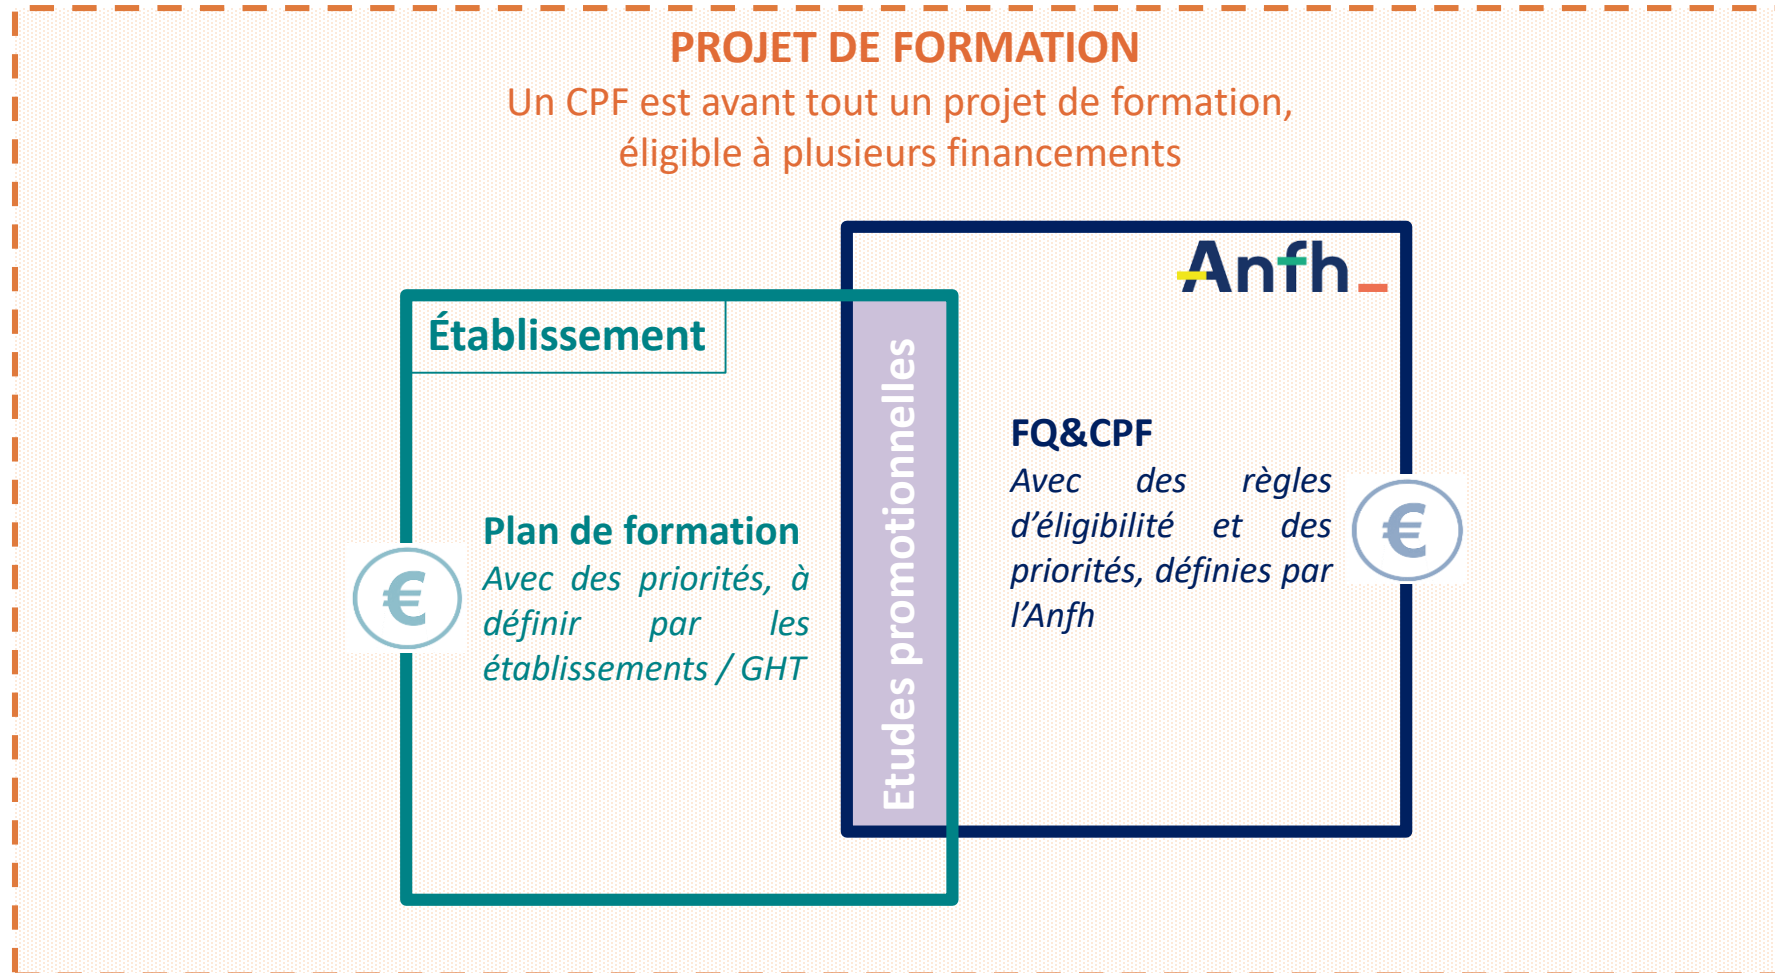 PROJET DE FORMATION
Un CPF est avant tout un projet de formation,
éligible à plusieurs financements
Anfh_
Établissement
Etudes promotionnelles
FQ&CPF
Avec des règles
d’éligibilité et des
priorités, définies par
l’Anfh
€
Plan de formation
Avec des priorités, à
définir par les
établissements / GHT
€